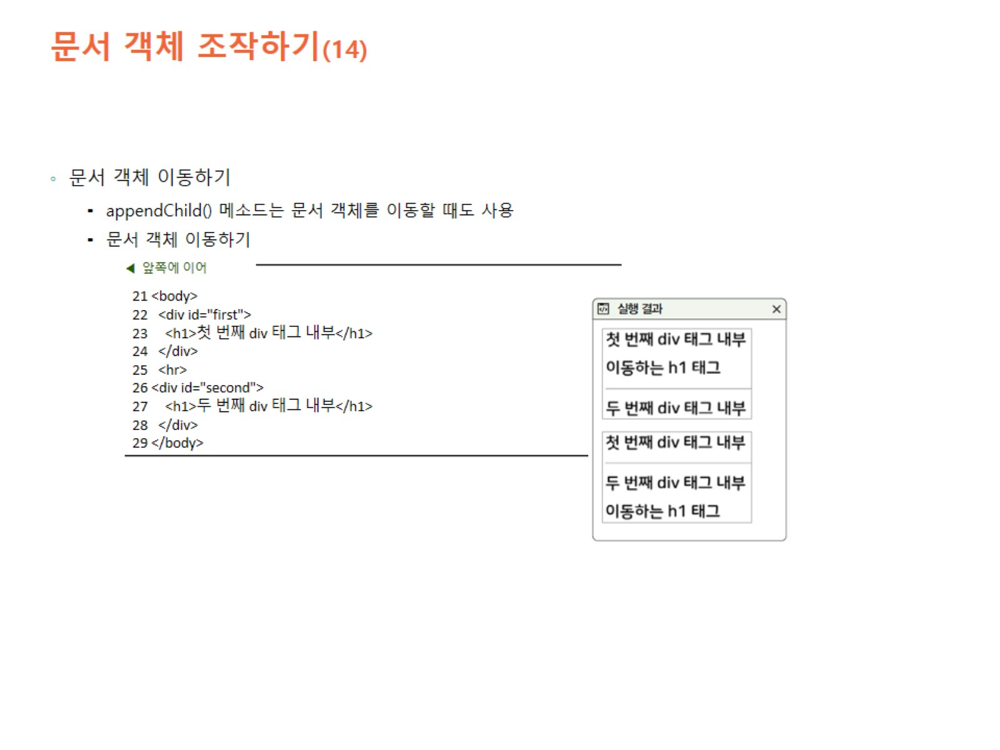 문서 객체 조작하기(14)
◦ 문서 객체 이동하기
▪ appendChild() 메소드는 문서 객체를 이동할 때도 사용
▪ 문서 객체 이동하기
◀ 앞쪽에 이어
21 <body>
22 <div id="first">
23 <h1>첫 번째 div 태그 내부</h1>
24 </div>
25 <hr>
26 <div id="second">
27 <h1>두 번째 div 태그 내부</h1>
28 </div>
29 </body>
실행 결과
첫 번째 div 태그 내부
이동하는 h1 태그
두 번째 div 태그 내부
첫 번째 div 태그 내부
두 번째 div 태그 내부
이동하는 h1 태그